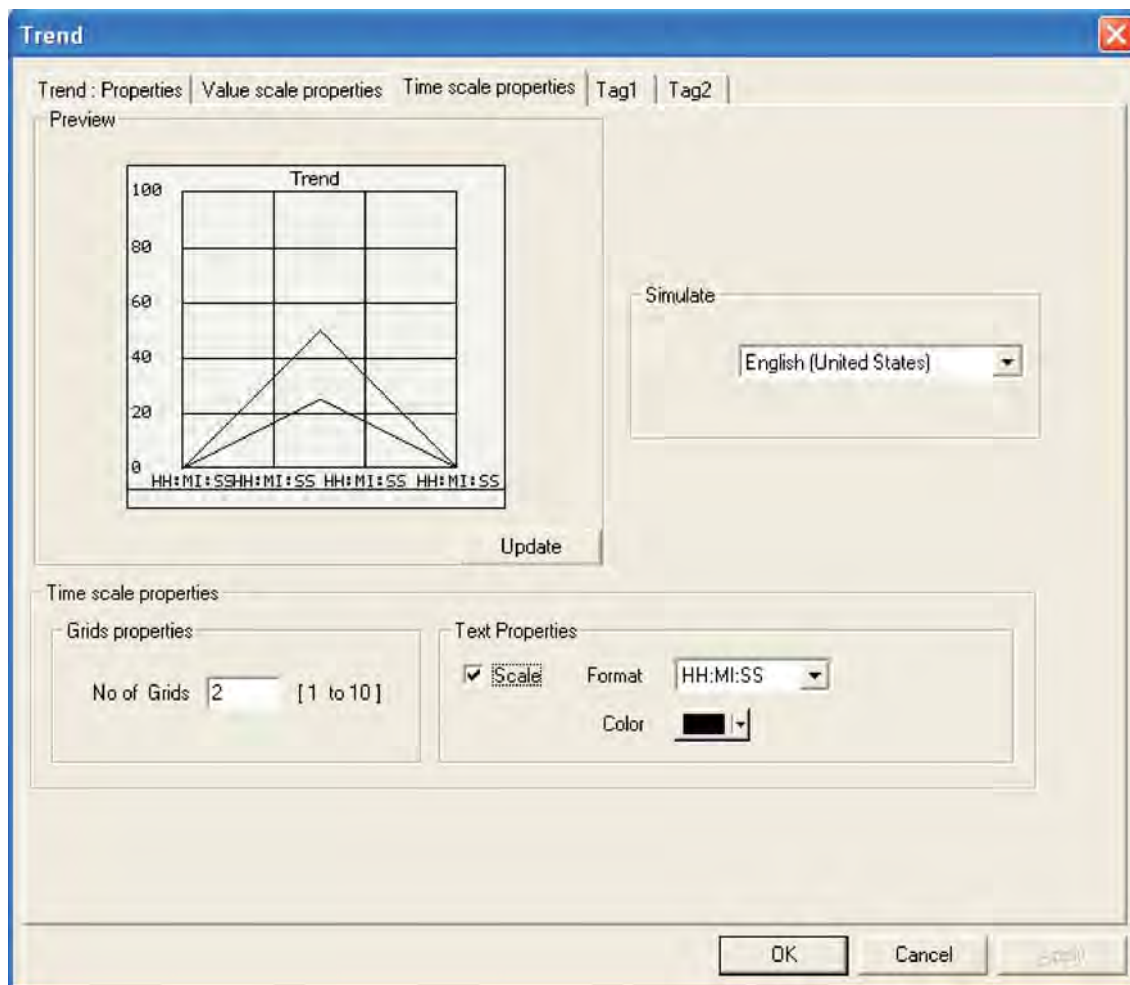 Trend
Trend : Properties Value scale properties Time scale properties Tag1 Tag2
Preview
Trend
100
80
60
40
20
0
HH:MI:SSHH:MI:SS HH:MI:SS HH:MI:SS
Update
Simulate
English (United States)
Time scale properties
Grids properties
No of Grids 2 [ 1 to 10 ]
Text Properties
Scale Format HH:MI:SS
Color
OK Cancel Apply